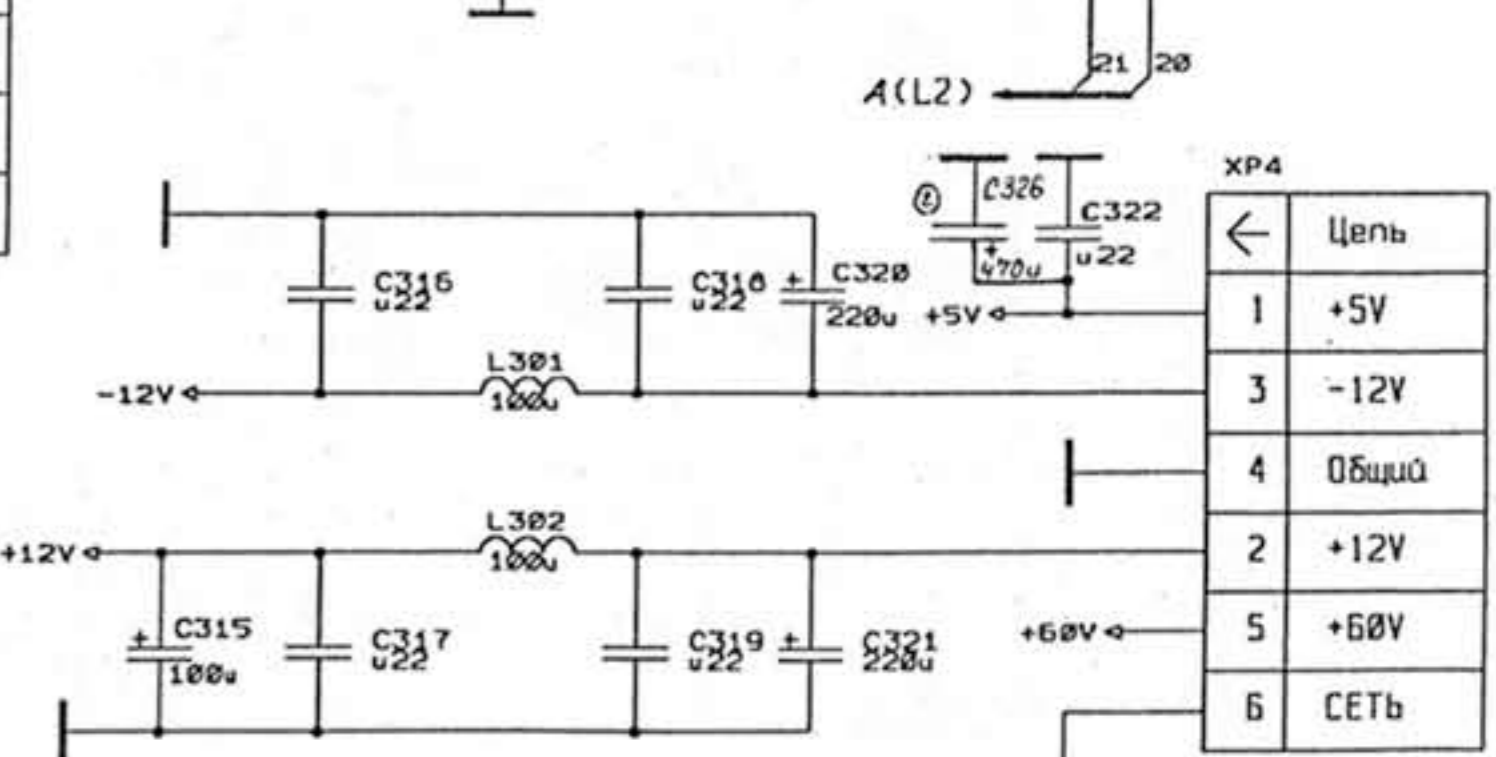 21 20
A(L2)
XP4
← Цепь
1 +5V
3 -12V
4 Общий
2 +12V
5 +60V
6 СЕТЬ
2
C326
+
470u
C322
u22
+5V
C316
u22
C318
u22
+ C320
220u
L301
100u
-12V
L302
100u
+12V
+ C315
100u
C317
u22
C319
u22
+ C321
220u
+60V